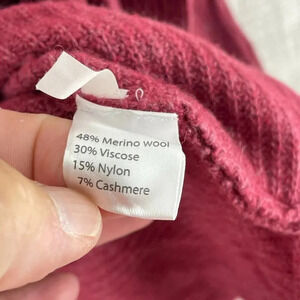 48% Merino wool
30% Viscose
15% Nylon
7% Cashmere